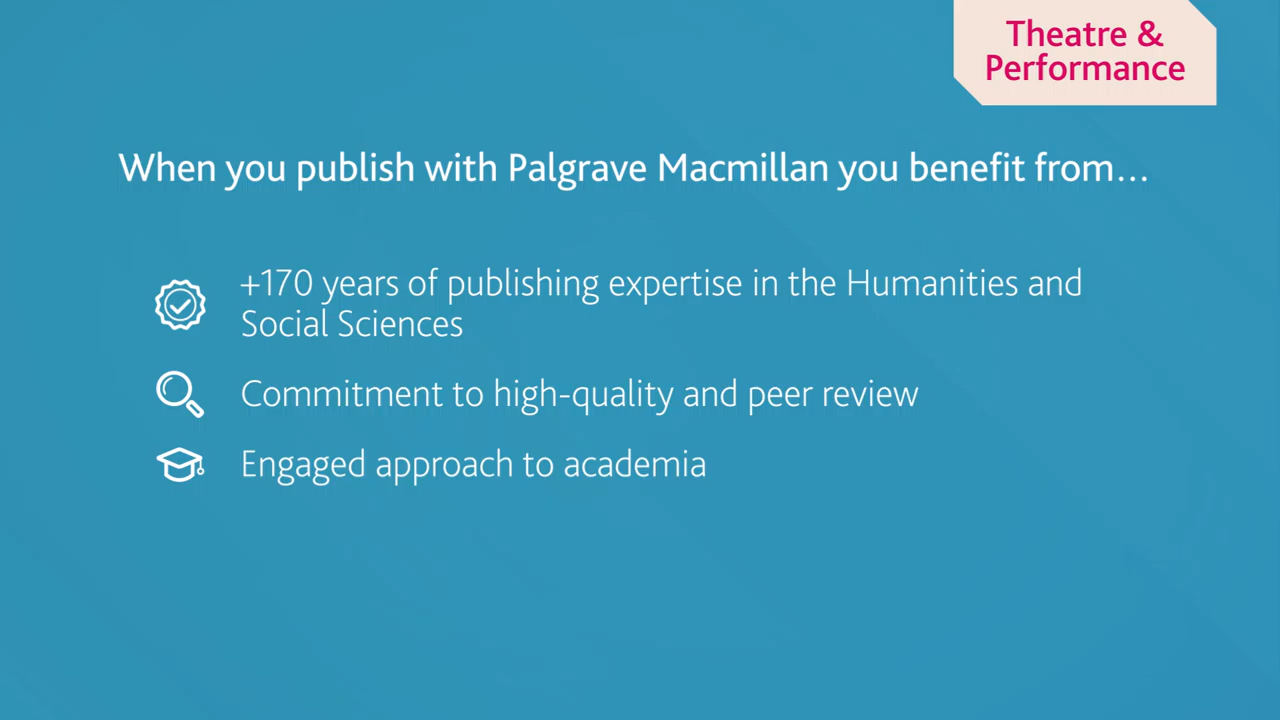 Theatre &
Performance
When you publish with Palgrave Macmillan you benefit from...
+170 years of publishing expertise in the Humanities and
Social Sciences
Commitment to high-quality and peer review
Engaged approach to academia